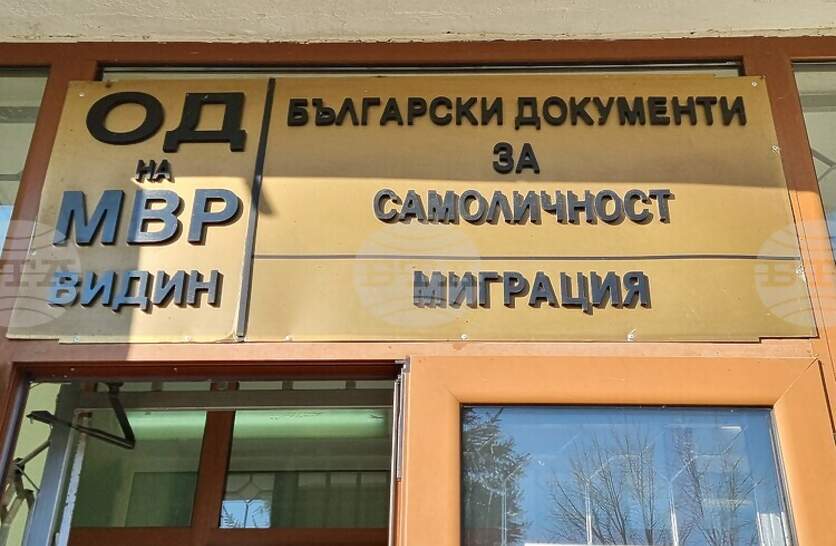 ОД
НА
МВР
ВИДИН
БЪЛГАРСКИ ДОКУМЕНТИ
ЗА
САМОЛИЧНОСТ
МИГРАЦИЯ